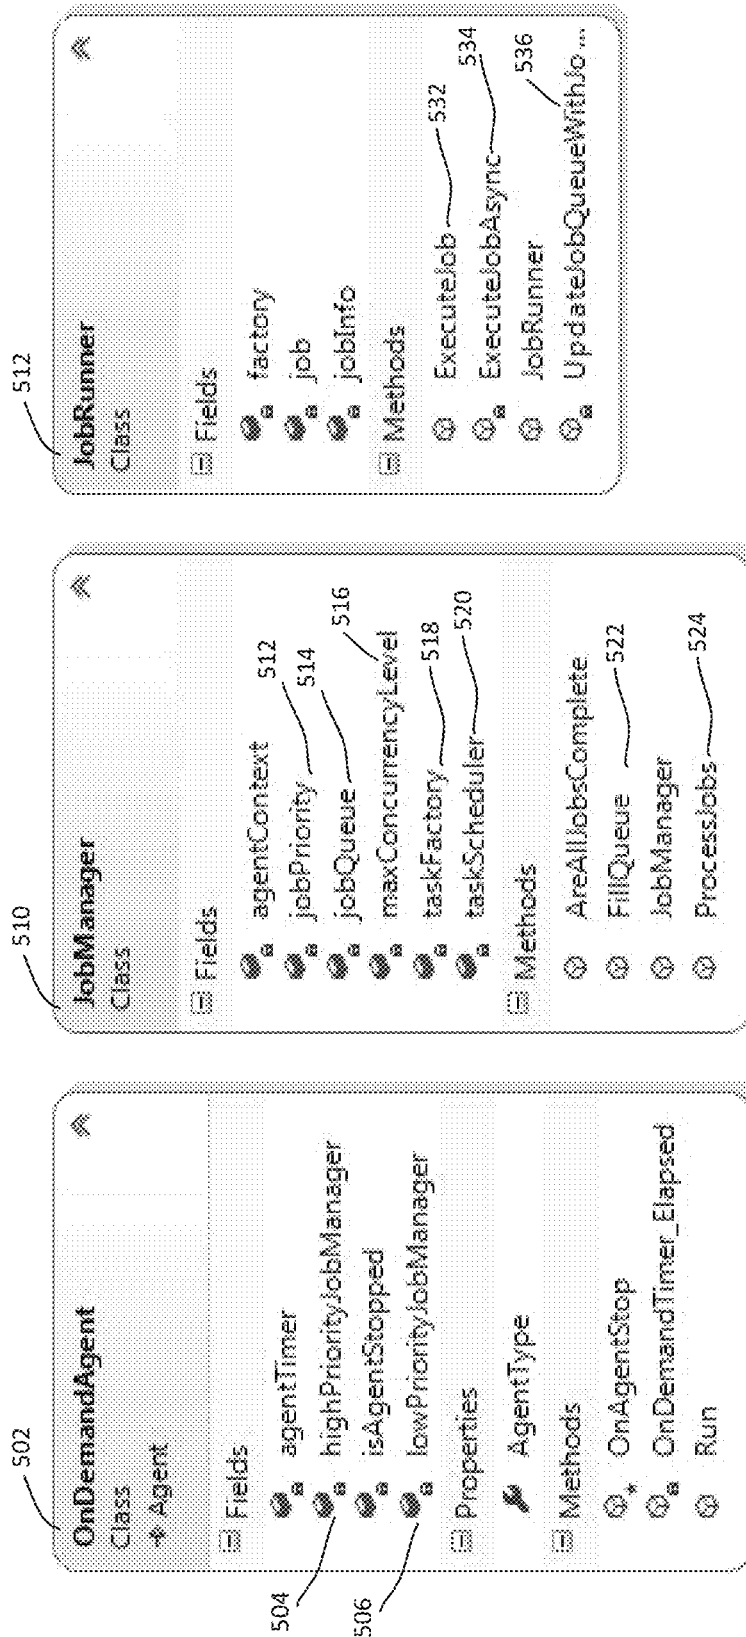 502
OnDemandAgent
Class
Agent
Fields
agentTimer
504
highPriorityJobManager
isAgentStopped
506
lowPriorityJobManager
Properties
AgentType
Methods
OnAgentStop
OnDemandTimer_Elapsed
Run
510
JobManager
Class
Fields
agentContext
jobPriority 512
jobQueue 514
maxConcurrencyLevel 516
taskFactory 518
taskScheduler 520
Methods
AreAllJobsComplete
FillQueue 522
JobManager
ProcessJobs 524
512
JobRunner
Class
Fields
factory
job
jobInfo
Methods
ExecuteJob 532
ExecuteJobAsync 534
JobRunner
UpdateJobQueueWithJo... 536